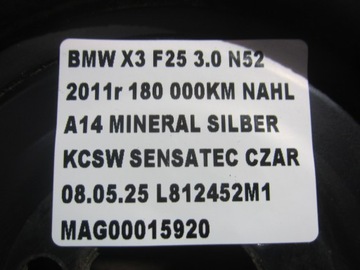 BMW X3 F25 3.0 N52
2011r 180 000KM NAHL
A14 MINERAL SILBER
KCSW SENSATEC CZAR
08.05.25 L812452M1
MAG00015920